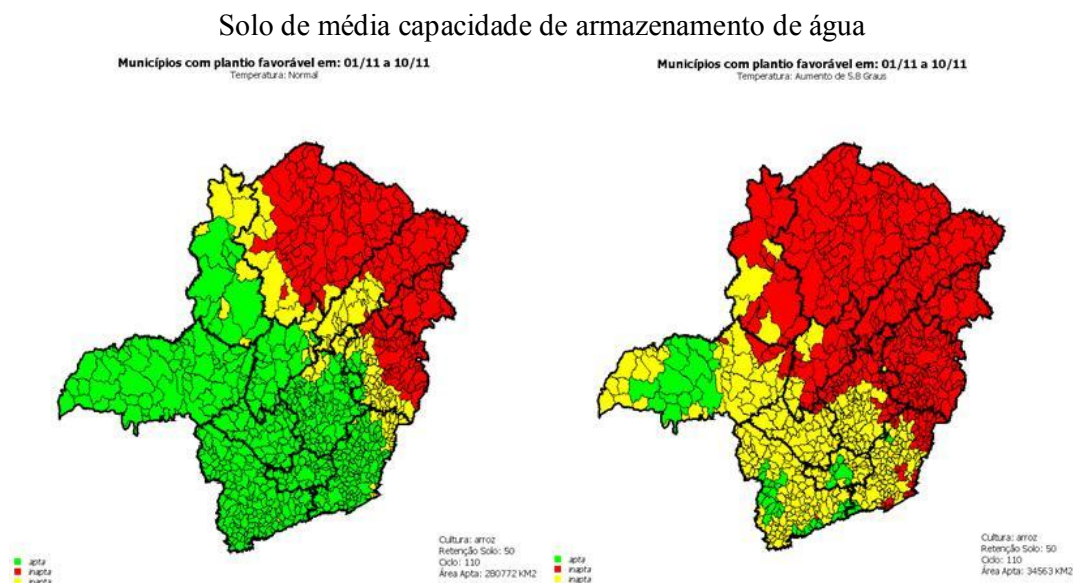 Solo de média capacidade de armazenamento de água
Municípios com plantio favorável em: 01/11 a 10/11
Temperatura: Normal
apta
inapta
inapta
Cultura: arroz
Retenção Solo: 50
Ciclo: 110
Área Apta: 280772 KM2
Municípios com plantio favorável em: 01/11 a 10/11
Temperatura: Aumento de 5.8 Graus
apta
inapta
inapta
Cultura: arroz
Retenção Solo: 50
Ciclo: 110
Área Apta: 34563 KM2